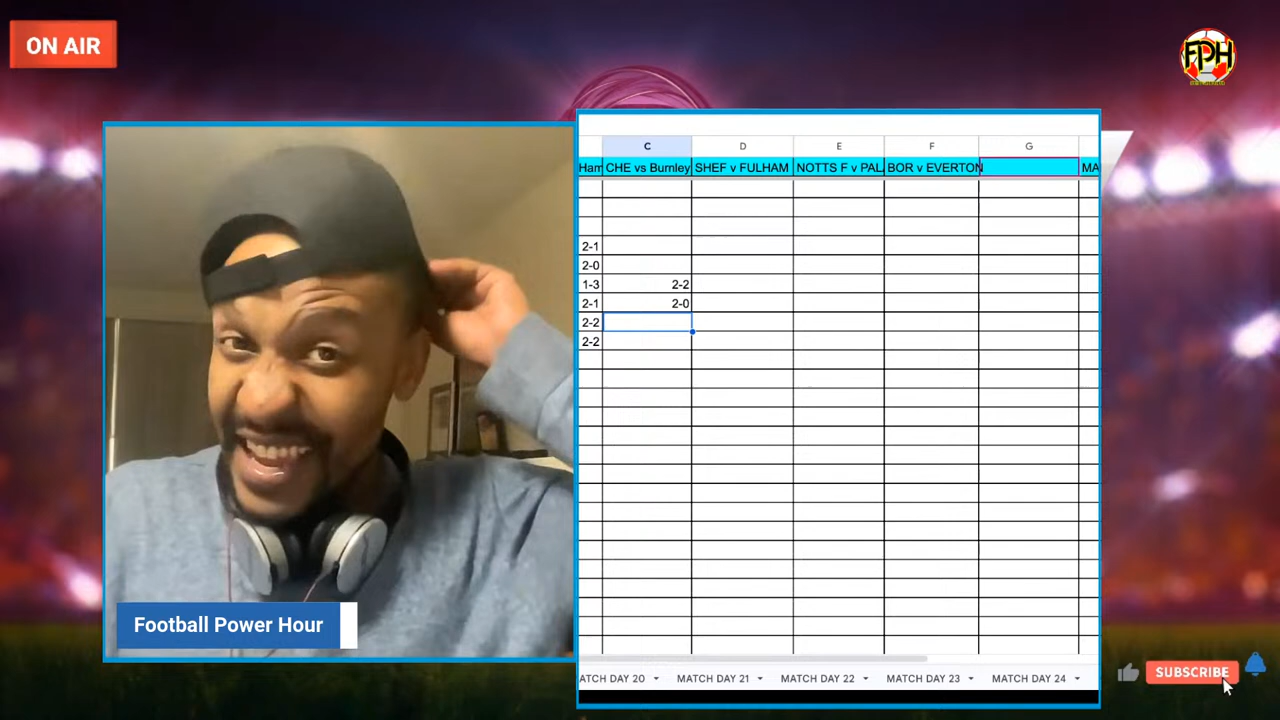 ON AIR
FPH
C D E F G
Ham CHE vs Burnley SHEF v FULHAM NOTTS F v PAL BOR v EVERTON MA
2-1
2-0
1-3 2-2
2-1 2-0
2-2
2-2
Football Power Hour
ATCH DAY 20 MATCH DAY 21 MATCH DAY 22 MATCH DAY 23 MATCH DAY 24
SUBSCRIBE